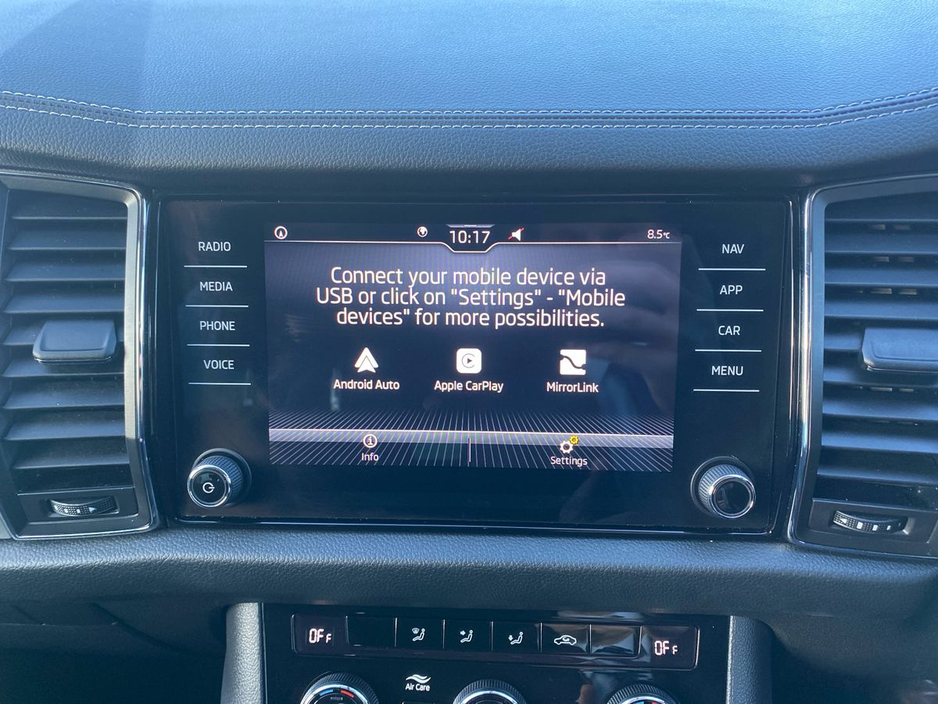 10:17
8.5°C
RADIO
MEDIA
PHONE
VOICE
NAV
APP
CAR
MENU
Connect your mobile device via
USB or click on "Settings" - "Mobile
devices" for more possibilities.
Android Auto
Apple CarPlay
MirrorLink
Info
Settings
OFF
OFF
Air Care